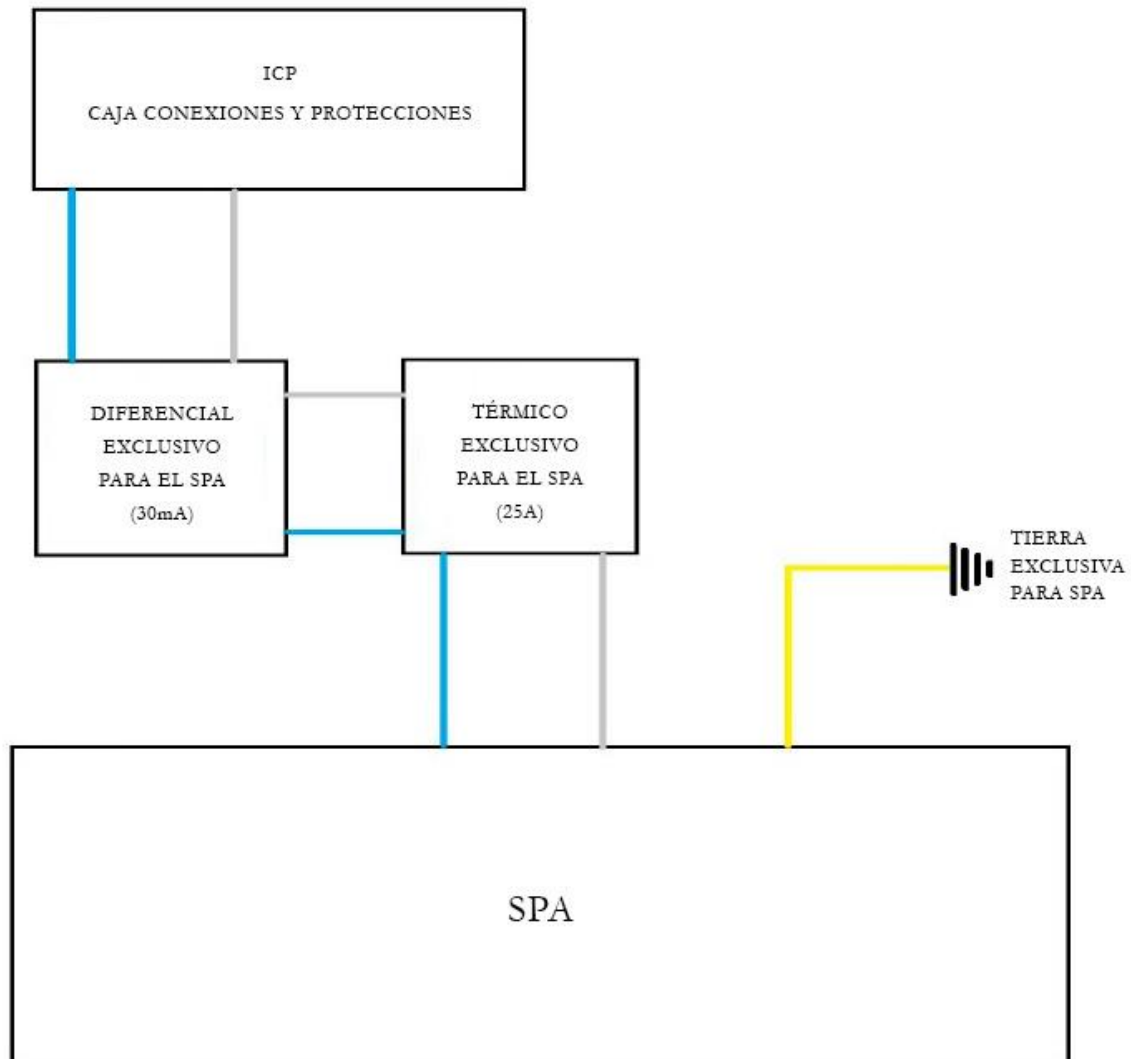 ICP
CAJA CONEXIONES Y PROTECCIONES
DIFERENCIAL
EXCLUSIVO
PARA EL SPA
(30mA)
TÉRMICO
EXCLUSIVO
PARA EL SPA
(25A)
TIERRA
EXCLUSIVA
PARA SPA
SPA